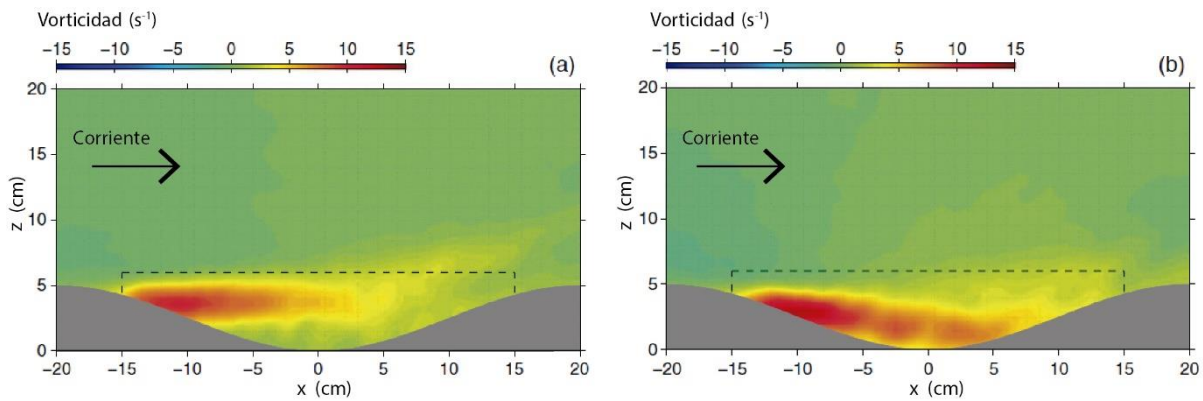 Vorticidad (s⁻¹)
−15 −10 −5 0 5 10 15
(a)
20
15
10
5
0
z (cm)
Corriente
−20 −15 −10 −5 0 5 10 15 20
x (cm)
Vorticidad (s⁻¹)
−15 −10 −5 0 5 10 15
(b)
20
15
10
5
0
z (cm)
Corriente
−20 −15 −10 −5 0 5 10 15 20
x (cm)